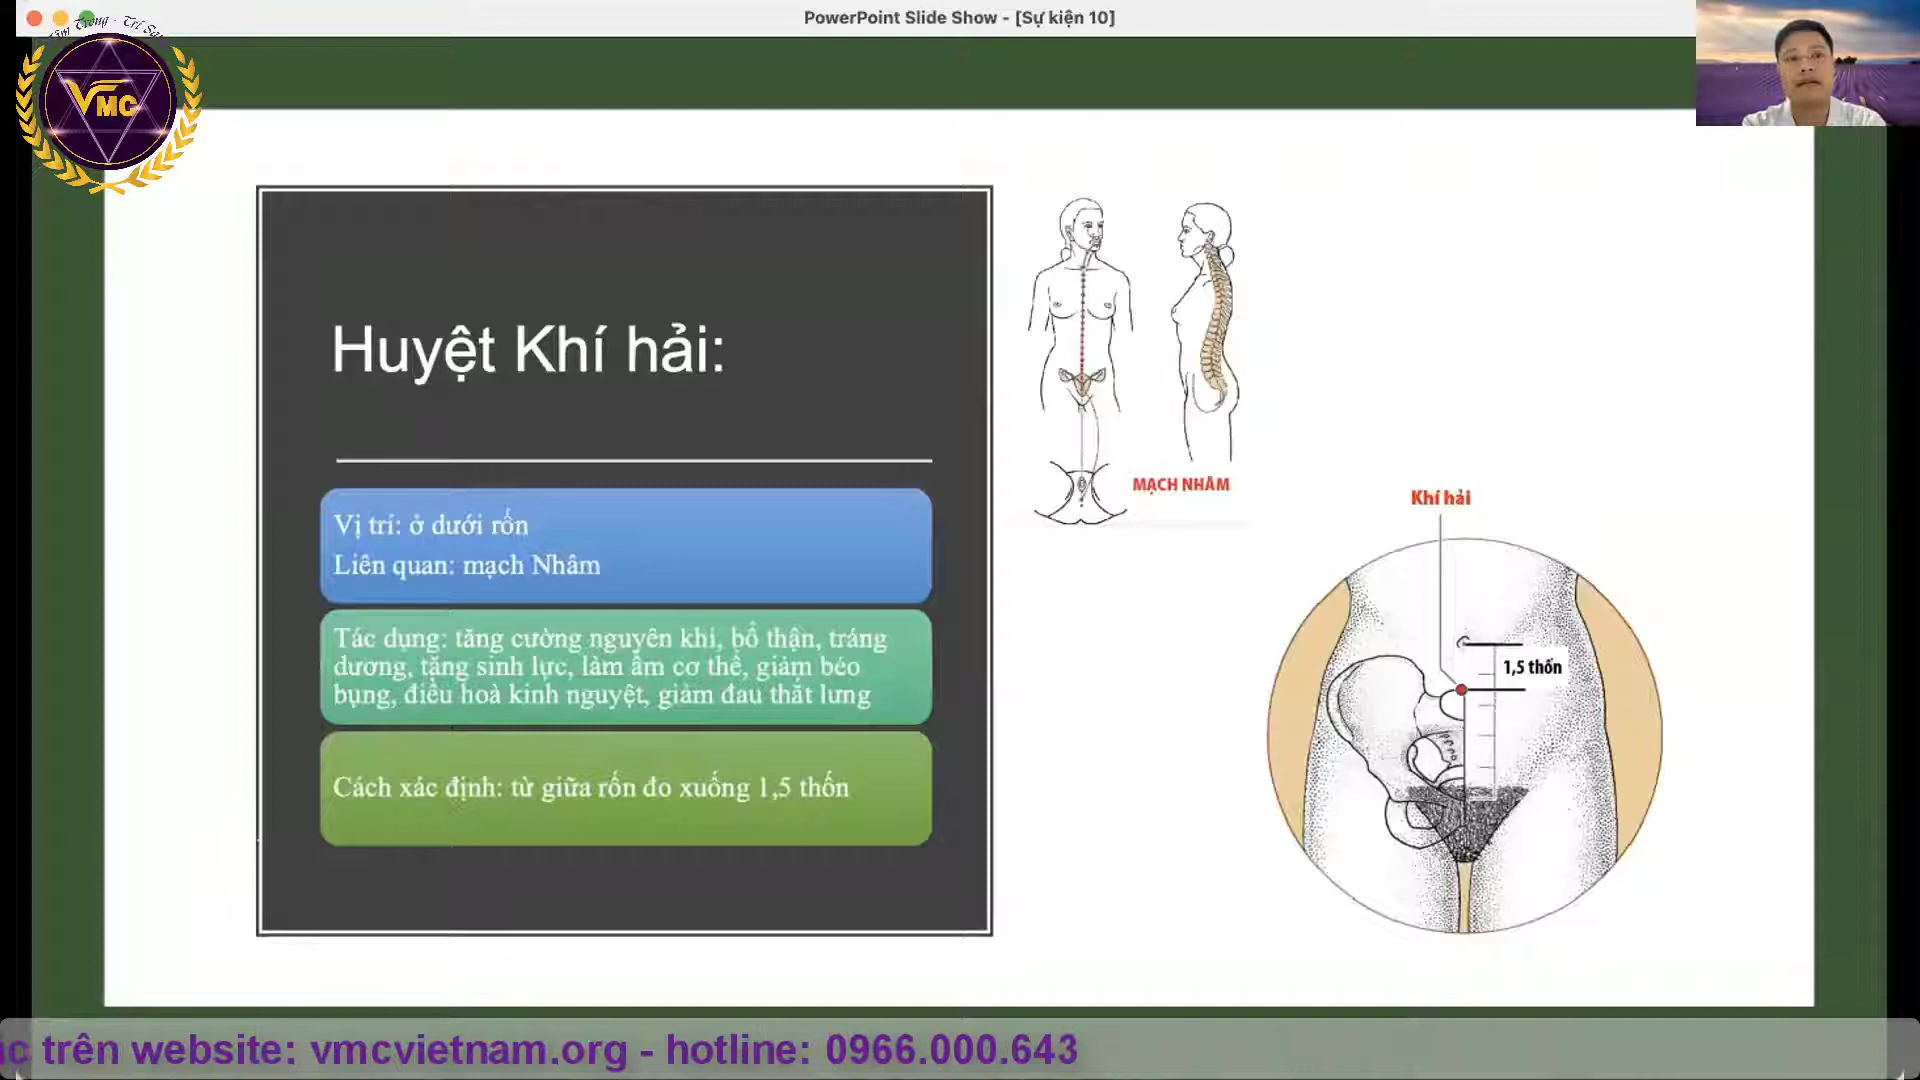 PowerPoint Slide Show - [Sự kiện 10]
Tâm Trong - Trí
VMC
Huyệt Khí hải:
Vị trí: ở dưới rốn
Liên quan: mạch Nhâm
Tác dụng: tăng cường nguyên khí, bổ thận, tráng
dương, tăng sinh lực, làm ấm cơ thể, giảm béo
bụng, điều hoà kinh nguyệt, giảm đau thắt lưng
Cách xác định: từ giữa rốn đo xuống 1,5 thốn
MẠCH NHÂM
Khí hải
1,5 thốn
trên website: vmcvietnam.org - hotline: 0966.000.643